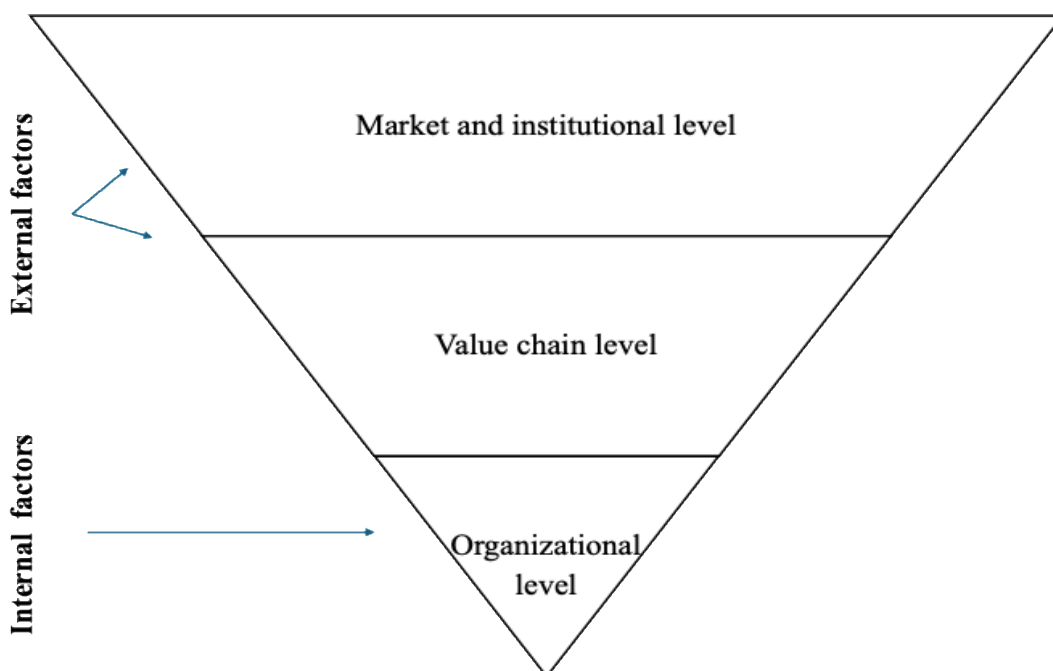 External factors
Market and institutional level
Value chain level
Internal factors
Organizational
level